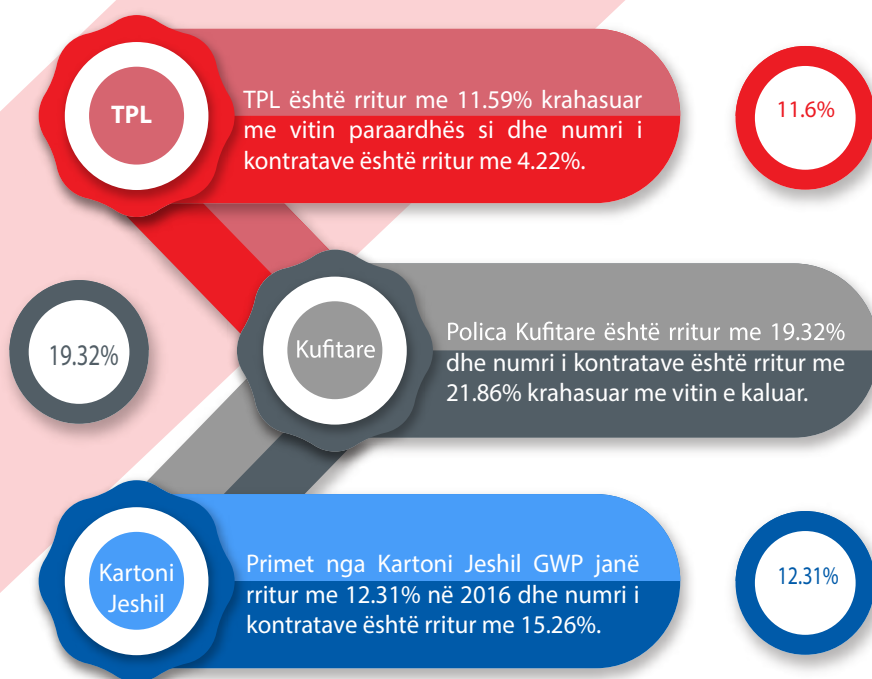 TPL
TPL është rritur me 11.59% krahasuar
me vitin paraardhës si dhe numri i
kontratave është rritur me 4.22%.
11.6%
19.32%
Kufitare
Polica Kufitare është rritur me 19.32%
dhe numri i kontratave është rritur me
21.86% krahasuar me vitin e kaluar.
Kartoni
Jeshil
Primet nga Kartoni Jeshil GWP janë
rritur me 12.31% në 2016 dhe numri i
kontratave është rritur me 15.26%.
12.31%